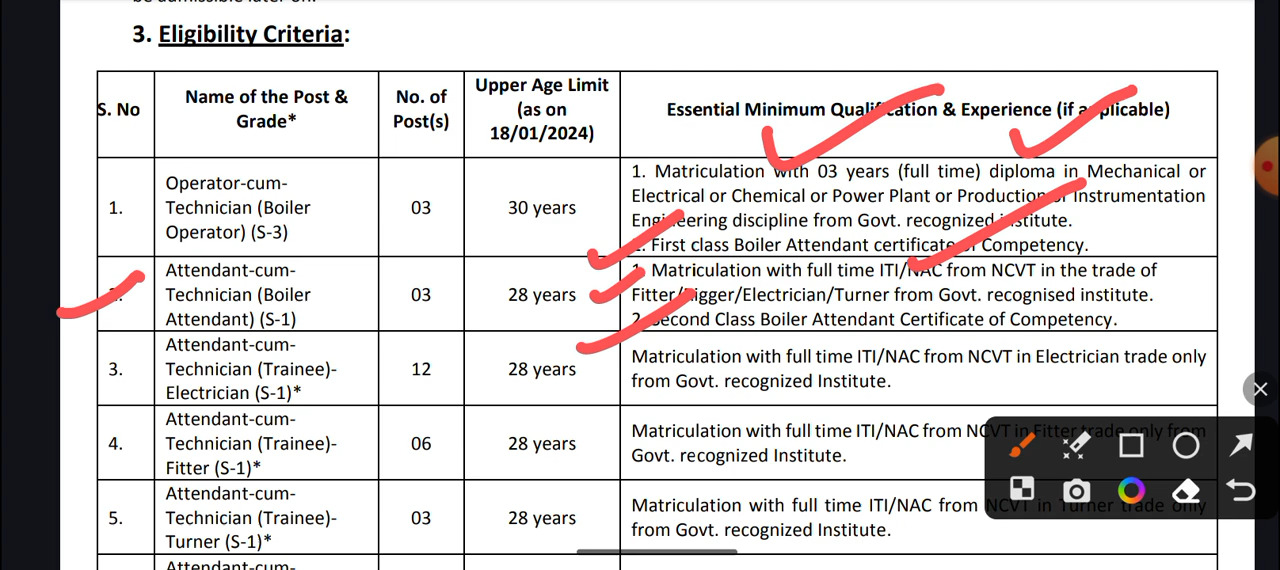 3. Eligibility Criteria:
S. No
Name of the Post &
Grade*
No. of
Post(s)
Upper Age Limit
(as on
18/01/2024)
Essential Minimum Qualification & Experience (if applicable)
1.
Operator-cum-
Technician (Boiler
Operator) (S-3)
03
30 years
1. Matriculation with 03 years (full time) diploma in Mechanical or
Electrical or Chemical or Power Plant or Production or Instrumentation
Engineering discipline from Govt. recognized institute.
2. First class Boiler Attendant certificate of Competency.
2.
Attendant-cum-
Technician (Boiler
Attendant) (S-1)
03
28 years
1. Matriculation with full time ITI/NAC from NCVT in the trade of
Fitter/Rigger/Electrician/Turner from Govt. recognised institute.
2. Second Class Boiler Attendant Certificate of Competency.
3.
Attendant-cum-
Technician (Trainee)-
Electrician (S-1)*
12
28 years
Matriculation with full time ITI/NAC from NCVT in Electrician trade only
from Govt. recognized Institute.
4.
Attendant-cum-
Technician (Trainee)-
Fitter (S-1)*
06
28 years
Matriculation with full time ITI/NAC from NCVT in Fitter trade only from
Govt. recognized Institute.
5.
Attendant-cum-
Technician (Trainee)-
Turner (S-1)*
03
28 years
Matriculation with full time ITI/NAC from NCVT in Turner trade only
from Govt. recognized Institute.
Attendant-cum-